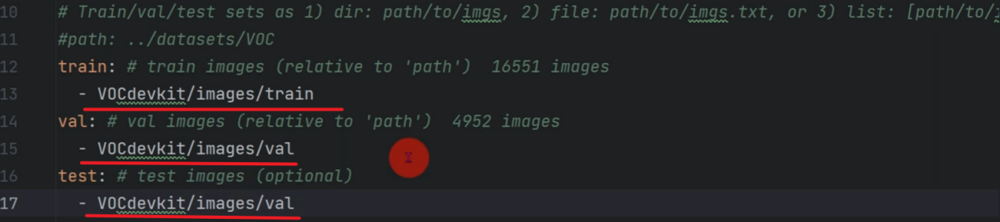 10 # Train/val/test sets as 1) dir: path/to/imgs, 2) file: path/to/imgs.txt, or 3) list: [path/to/
11 #path: ../datasets/VOC
12 train: # train images (relative to 'path')  16551 images
13   - VOCdevkit/images/train
14 val: # val images (relative to 'path')  4952 images
15   - VOCdevkit/images/val
16 test: # test images (optional)
17   - VOCdevkit/images/val